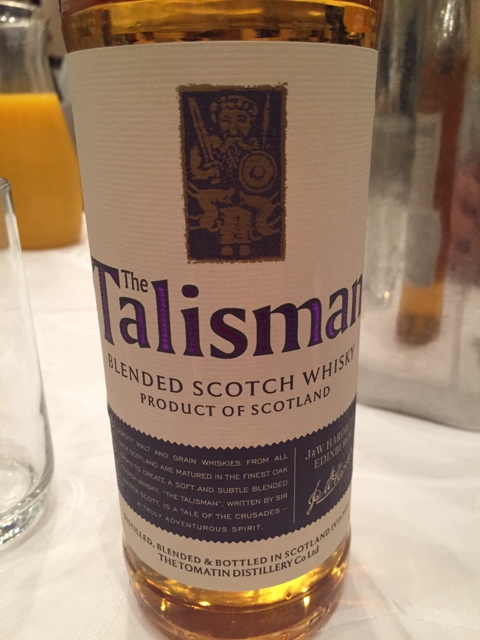 The
Talisman
BLENDED SCOTCH WHISKY
PRODUCT OF SCOTLAND
MALT AND GRAIN WHISKIES FROM ALL
SCOTLAND ARE MATURED IN THE FINEST OAK
TO CREATE A SOFT AND SUBTLE BLENDED
WHISKY. "THE TALISMAN", WRITTEN BY SIR
SCOTT, IS A TALE OF THE CRUSADES –
TRULY ADVENTUROUS SPIRIT.
J&W
EDINBURGH
DISTILLED, BLENDED & BOTTLED IN SCOTLAND
THE TOMATIN DISTILLERY Co Ltd